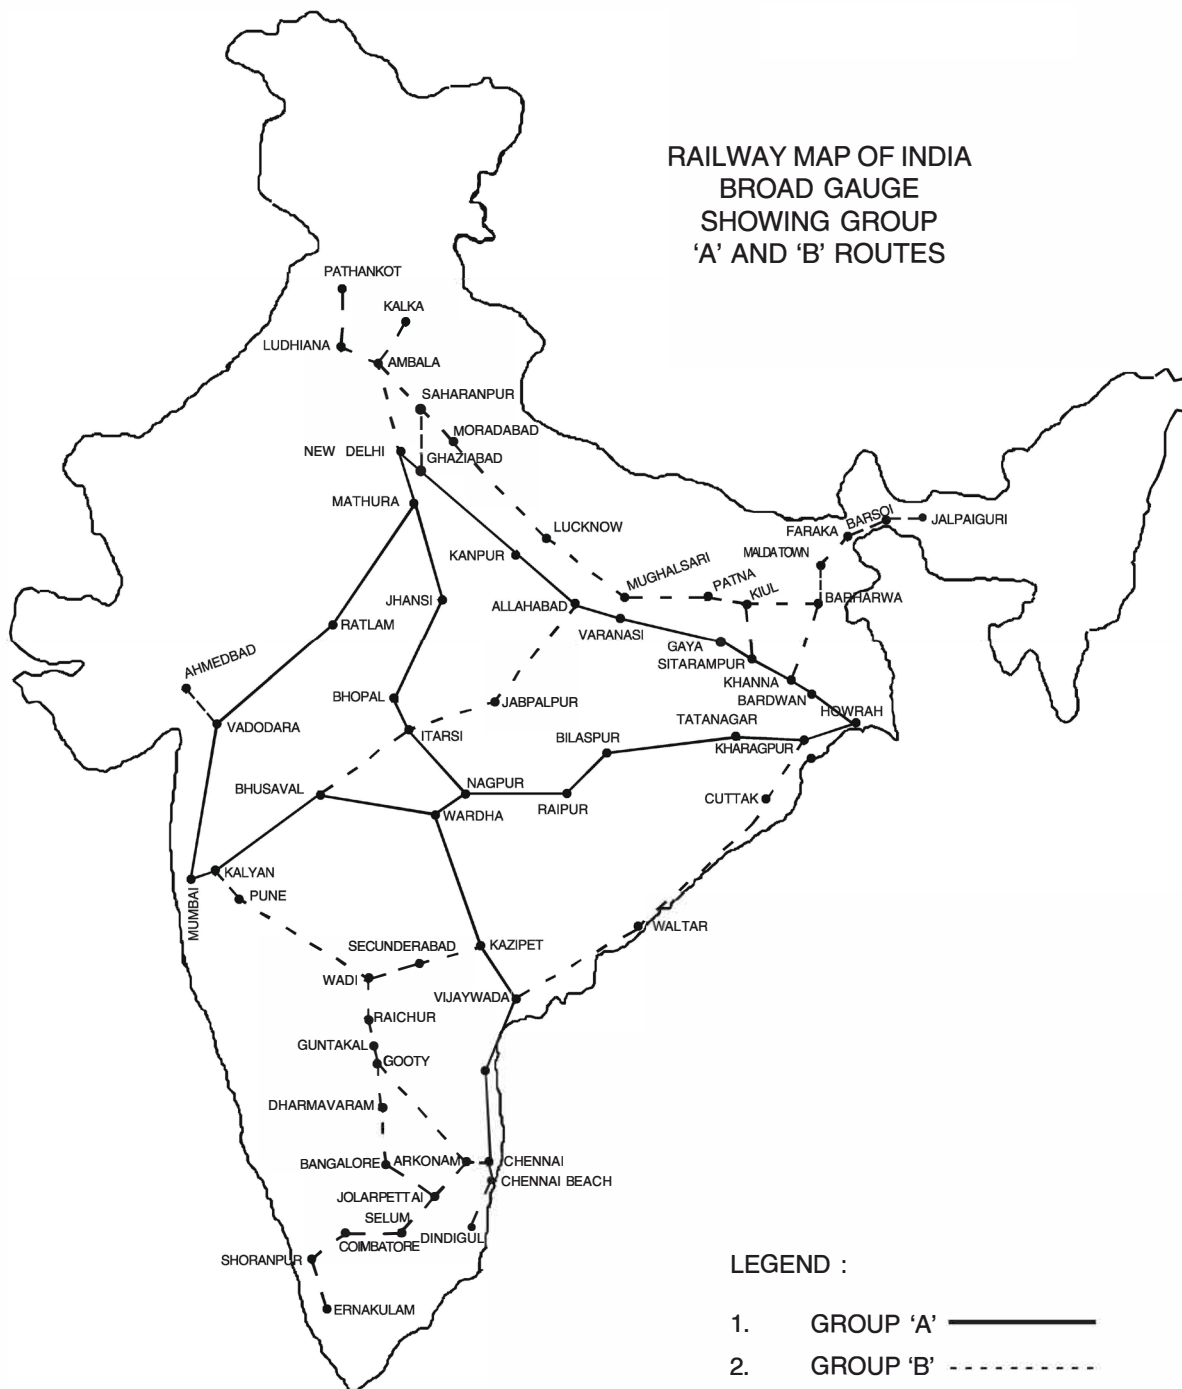 RAILWAY MAP OF INDIA
BROAD GAUGE
SHOWING GROUP
‘A’ AND ‘B’ ROUTES
PATHANKOT
KALKA
LUDHIANA
AMBALA
SAHARANPUR
MORADABAD
NEW DELHI
GHAZIABAD
MATHURA
LUCKNOW
KANPUR
FARAKA
BARSOI
JALPAIGURI
MALDA TOWN
MUGHALSARI
PATNA
KIUL
BARHARWA
JHANSI
ALLAHABAD
VARANASI
RATLAM
GAYA
SITARAMPUR
AHMEDBAD
KHANNA
BARDWAN
BHOPAL
JABPALPUR
HOWRAH
VADODARA
ITARSI
TATANAGAR
KHARAGPUR
BILASPUR
BHUSAVAL
NAGPUR
RAIPUR
CUTTAK
WARDHA
KALYAN
PUNE
MUMBAI
WALTAR
SECUNDERABAD
KAZIPET
WADI
VIJAYWADA
RAICHUR
GUNTAKAL
GOOTY
DHARMAVARAM
BANGALORE
ARKONAM
CHENNAI
CHENNAI BEACH
JOLARPETTAI
SELUM
DINDIGUL
COIMBATORE
SHORANPUR
ERNAKULAM
LEGEND :
1. GROUP ‘A’
2. GROUP ‘B’